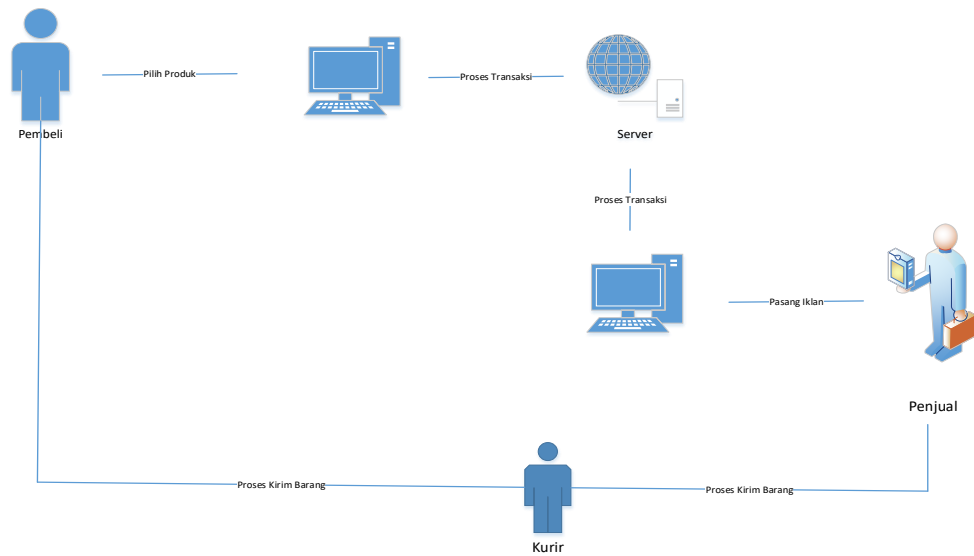 Pilih Produk
Proses Transaksi
Pembeli
Server
Proses Transaksi
Pasang Iklan
Penjual
Proses Kirim Barang
Proses Kirim Barang
Kurir